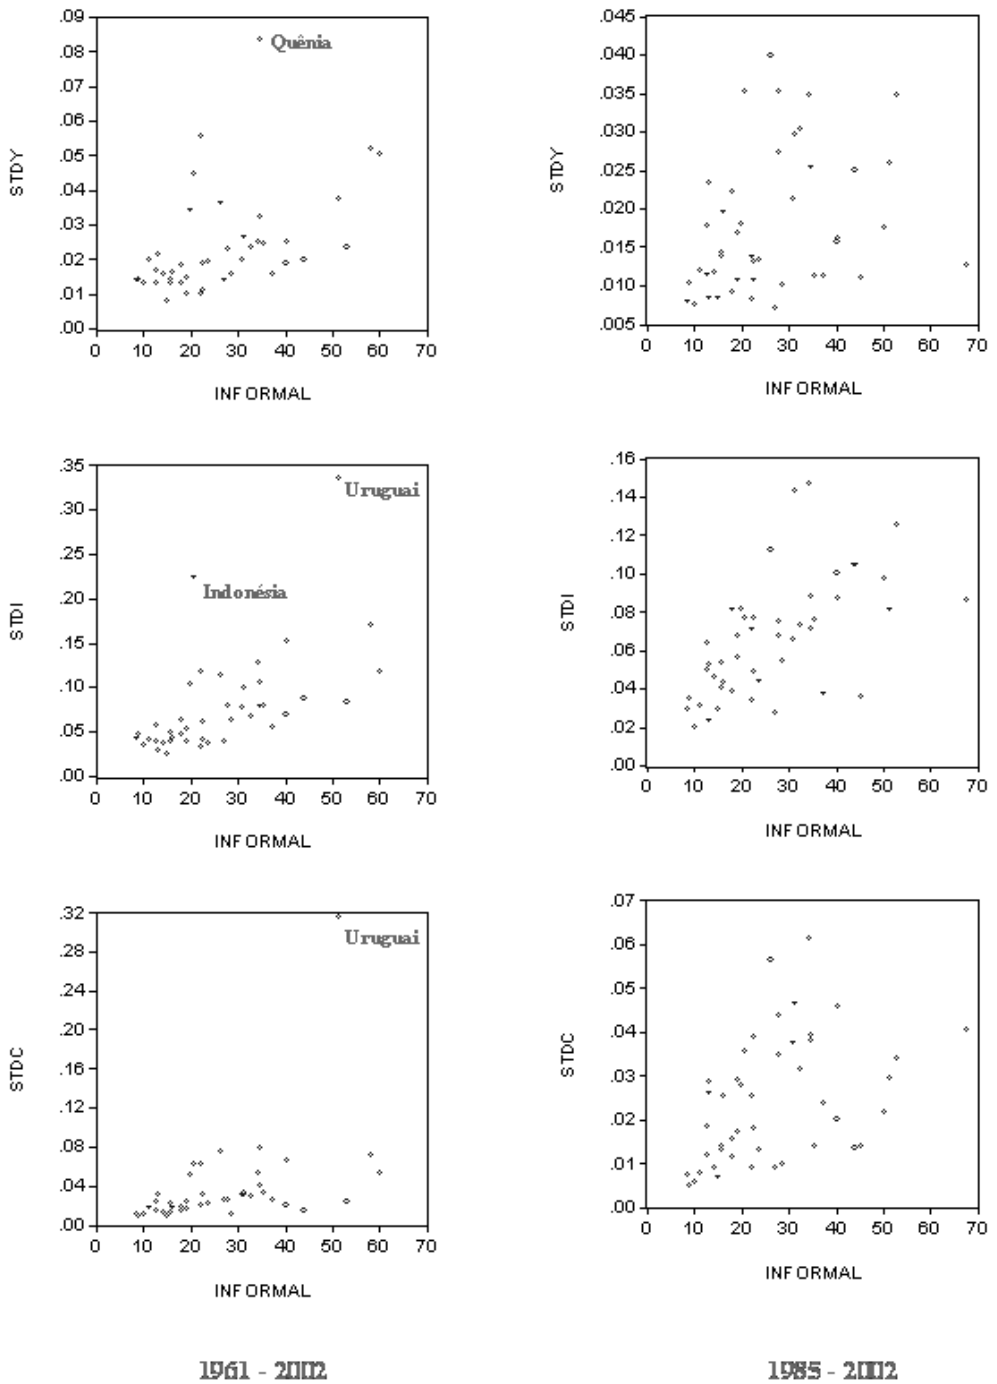 .09
.08
.07
.06
.05
.04
.03
.02
.01
.00
STDY
Quênia
0 10 20 30 40 50 60 70
INFORMAL
.045
.040
.035
.030
.025
.020
.015
.010
.005
STDY
0 10 20 30 40 50 60 70
INFORMAL
.35
.30
.25
.20
.15
.10
.05
.00
STDI
Uruguai
Indonésia
0 10 20 30 40 50 60 70
INFORMAL
.16
.14
.12
.10
.08
.06
.04
.02
.00
STDI
0 10 20 30 40 50 60 70
INFORMAL
.32
.28
.24
.20
.16
.12
.08
.04
.00
STDC
Uruguai
0 10 20 30 40 50 60 70
INFORMAL
.07
.06
.05
.04
.03
.02
.01
.00
STDC
0 10 20 30 40 50 60 70
INFORMAL
1961 - 2002
1985 - 2002